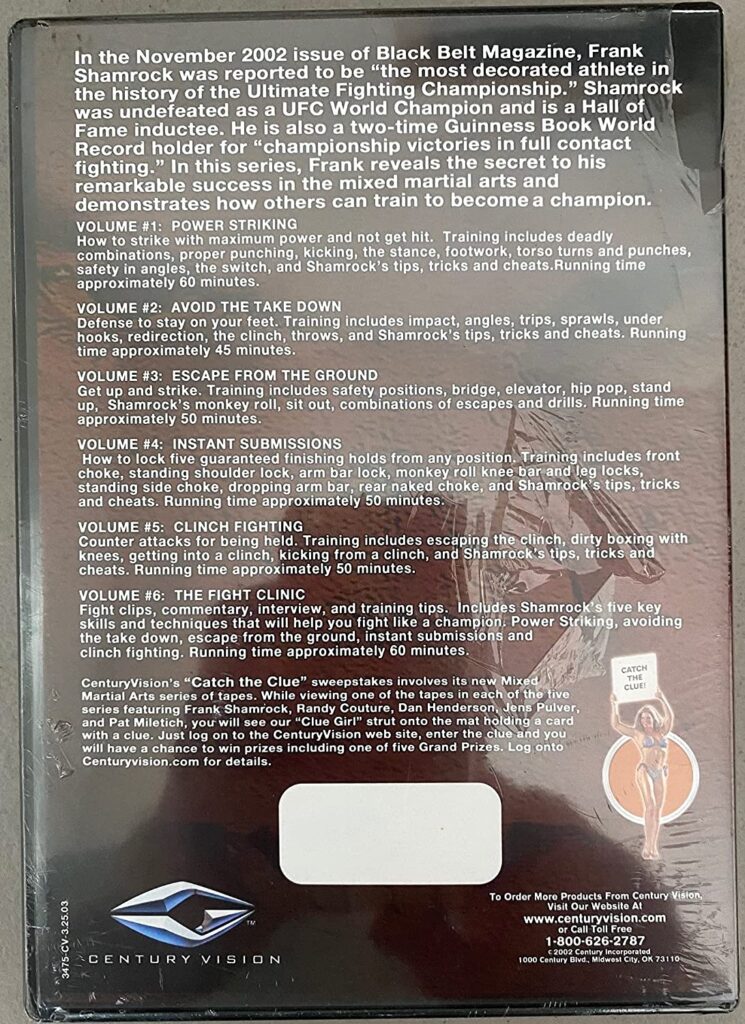 In the November 2002 issue of Black Belt Magazine, Frank
Shamrock was reported to be “the most decorated athlete in
the history of the Ultimate Fighting Championship.” Shamrock
was undefeated as a UFC World Champion and is a Hall of
Fame inductee. He is also a two-time Guinness Book World
Record holder for “championship victories in full contact
fighting.” In this series, Frank reveals the secret to his
remarkable success in the mixed martial arts and
demonstrates how others can train to become a champion.
VOLUME #1: POWER STRIKING
How to strike with maximum power and not get hit. Training includes deadly
combinations, proper punching, kicking, the stance, footwork, torso turns and punches,
safety in angles, the switch, and Shamrock's tips, tricks and cheats.Running time
approximately 60 minutes.
VOLUME #2: AVOID THE TAKE DOWN
Defense to stay on your feet. Training includes impact, angles, trips, sprawls, under
hooks, redirection, the clinch, throws, and Shamrock's tips, tricks and cheats. Running
time approximately 45 minutes.
VOLUME #3: ESCAPE FROM THE GROUND
Get up and strike. Training includes safety positions, bridge, elevator, hip pop, stand
up, Shamrock's monkey roll, sit out, combinations of escapes and drills. Running time
approximately 50 minutes.
VOLUME #4: INSTANT SUBMISSIONS
How to lock five guaranteed finishing holds from any position. Training includes front
choke, standing shoulder lock, arm bar lock, monkey roll knee bar and leg locks,
standing side choke, dropping arm bar, rear naked choke, and Shamrock's tips, tricks
and cheats. Running time approximately 50 minutes.
VOLUME #5: CLINCH FIGHTING
Counter attacks for being held. Training includes escaping the clinch, dirty boxing with
knees, getting into a clinch, kicking from a clinch, and Shamrock's tips, tricks and
cheats. Running time approximately 50 minutes.
VOLUME #6: THE FIGHT CLINIC
Fight clips, commentary, interview, and training tips. Includes Shamrock's five key
skills and techniques that will help you fight like a champion. Power Striking, avoiding
the take down, escape from the ground, instant submissions and
clinch fighting. Running time approximately 60 minutes.
CenturyVision's “Catch the Clue” sweepstakes involves its new Mixed
Martial Arts series of tapes. While viewing one of the tapes in each of the five
series featuring Frank Shamrock, Randy Couture, Dan Henderson, Jens Pulver,
and Pat Miletich, you will see our “Clue Girl” strut onto the mat holding a card
with a clue. Just log on to the CenturyVision web site, enter the clue and you
will have a chance to win prizes including one of five Grand Prizes. Log onto
Centuryvision.com for details.
CATCH
THE
CLUE!
3475-CV-3.25.03
TM
CENTURY VISION
To Order More Products From Century Vision,
Visit Our Website At
www.centuryvision.com
or Call Toll Free
1-800-626-2787
©2002 Century Incorporated
1000 Century Blvd., Midwest City, OK 73110